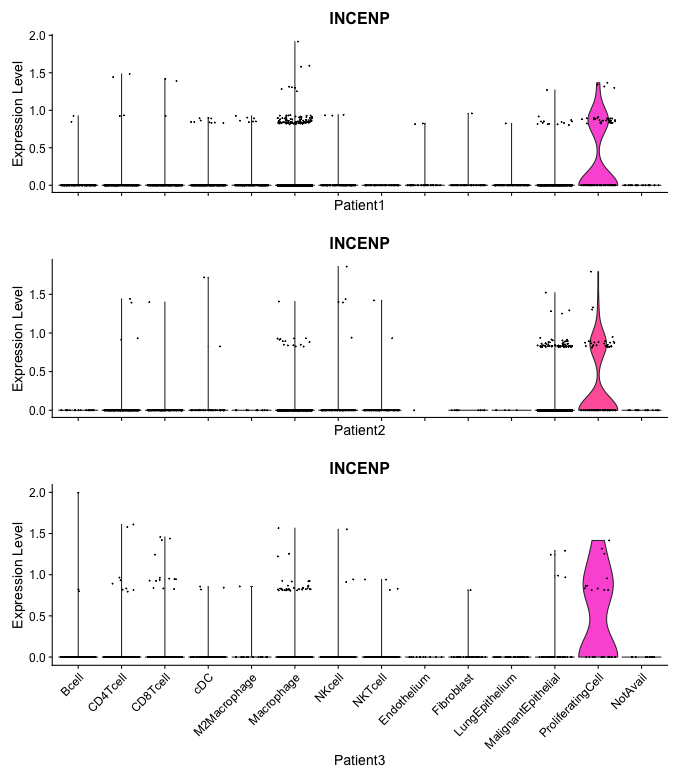 INCENP
Expression Level
2.0
1.5
1.0
0.5
0.0
Patient1
INCENP
Expression Level
1.5
1.0
0.5
0.0
Patient2
INCENP
Expression Level
2.0
1.5
1.0
0.5
0.0
Bcell
CD4Tcell
CD8Tcell
cDC
M2Macrophage
Macrophage
NKcell
NKTcell
Endothelium
Fibroblast
LungEpithelium
MalignantEpithelial
ProliferatingCell
NotAvail
Patient3